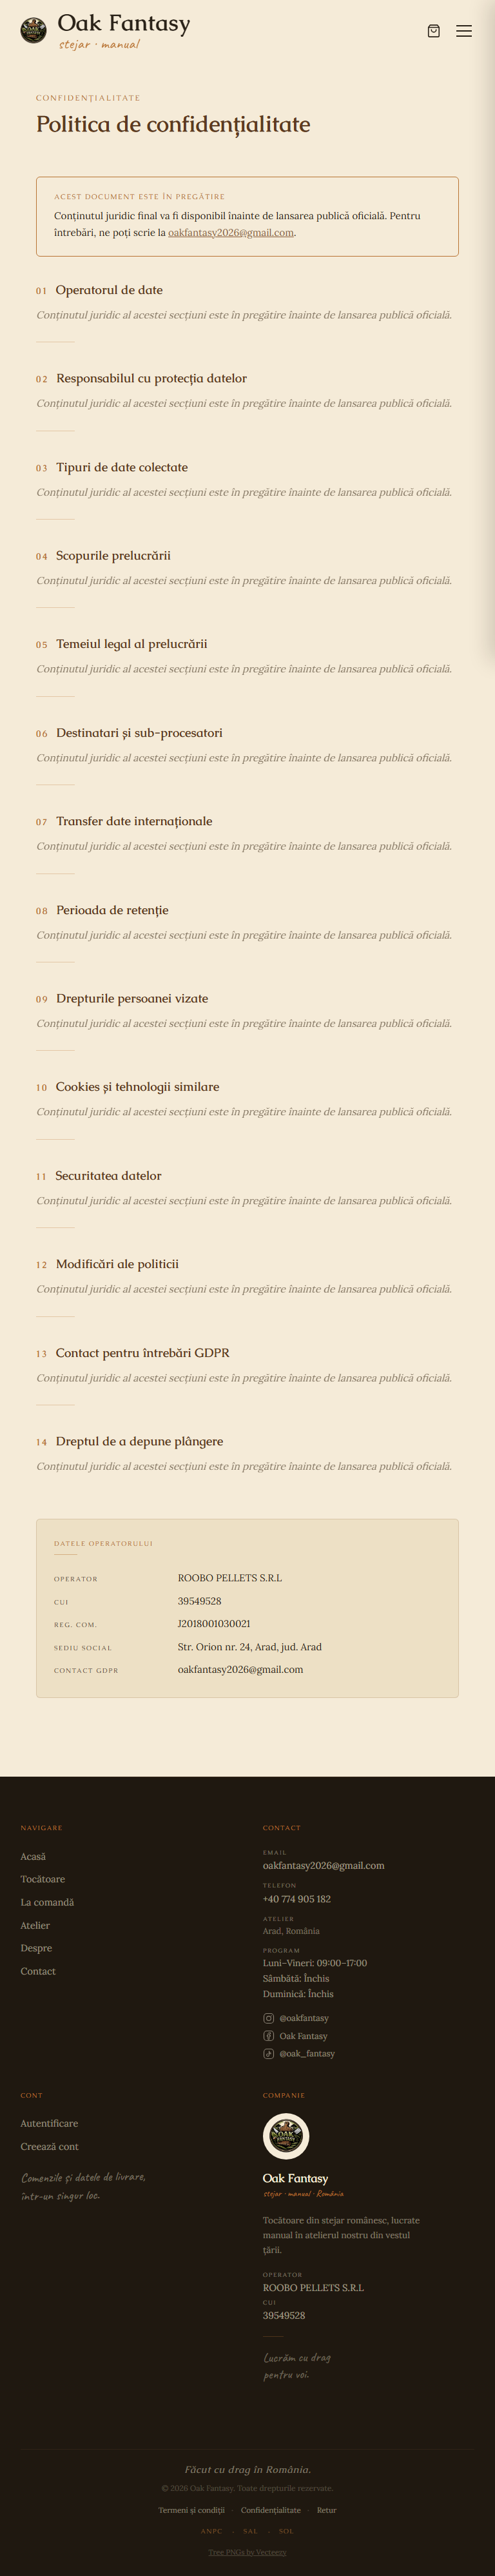 Oak Fantasy
stejar · manual
CONFIDENȚIALITATE
Politica de confidențialitate
ACEST DOCUMENT ESTE ÎN PREGĂTIRE
Conținutul juridic final va fi disponibil înainte de lansarea publică oficială. Pentru
întrebări, ne poți scrie la oakfantasy2026@gmail.com.
01 Operatorul de date
Conținutul juridic al acestei secțiuni este în pregătire înainte de lansarea publică oficială.
02 Responsabilul cu protecția datelor
Conținutul juridic al acestei secțiuni este în pregătire înainte de lansarea publică oficială.
03 Tipuri de date colectate
Conținutul juridic al acestei secțiuni este în pregătire înainte de lansarea publică oficială.
04 Scopurile prelucrării
Conținutul juridic al acestei secțiuni este în pregătire înainte de lansarea publică oficială.
05 Temeiul legal al prelucrării
Conținutul juridic al acestei secțiuni este în pregătire înainte de lansarea publică oficială.
06 Destinatari și sub-procesatori
Conținutul juridic al acestei secțiuni este în pregătire înainte de lansarea publică oficială.
07 Transfer date internaționale
Conținutul juridic al acestei secțiuni este în pregătire înainte de lansarea publică oficială.
08 Perioada de retenție
Conținutul juridic al acestei secțiuni este în pregătire înainte de lansarea publică oficială.
09 Drepturile persoanei vizate
Conținutul juridic al acestei secțiuni este în pregătire înainte de lansarea publică oficială.
10 Cookies și tehnologii similare
Conținutul juridic al acestei secțiuni este în pregătire înainte de lansarea publică oficială.
11 Securitatea datelor
Conținutul juridic al acestei secțiuni este în pregătire înainte de lansarea publică oficială.
12 Modificări ale politicii
Conținutul juridic al acestei secțiuni este în pregătire înainte de lansarea publică oficială.
13 Contact pentru întrebări GDPR
Conținutul juridic al acestei secțiuni este în pregătire înainte de lansarea publică oficială.
14 Dreptul de a depune plângere
Conținutul juridic al acestei secțiuni este în pregătire înainte de lansarea publică oficială.
DATELE OPERATORULUI
OPERATOR ROOBO PELLETS S.R.L
CUI 39549528
REG. COM. J2018001030021
SEDIU SOCIAL Str. Orion nr. 24, Arad, jud. Arad
CONTACT GDPR oakfantasy2026@gmail.com
NAVIGARE
Acasă
Tocătoare
La comandă
Atelier
Despre
Contact
CONTACT
EMAIL
oakfantasy2026@gmail.com
TELEFON
+40 774 905 182
ATELIER
Arad, România
PROGRAM
Luni–Vineri: 09:00–17:00
Sâmbătă: Închis
Duminică: Închis
@oakfantasy
Oak Fantasy
@oak_fantasy
CONT
Autentificare
Creează cont
Comenzile și datele de livrare,
într-un singur loc.
COMPANIE
OAK
FANTASY
Oak Fantasy
stejar · manual · România
Tocătoare din stejar românesc, lucrate
manual în atelierul nostru din vestul
țării.
OPERATOR
ROOBO PELLETS S.R.L
CUI
39549528
Lucrăm cu drag
pentru voi.
Făcut cu drag în România.
© 2026 Oak Fantasy. Toate drepturile rezervate.
Termeni și condiții · Confidențialitate · Retur
ANPC · SAL · SOL
Tree PNGs by Vecteezy